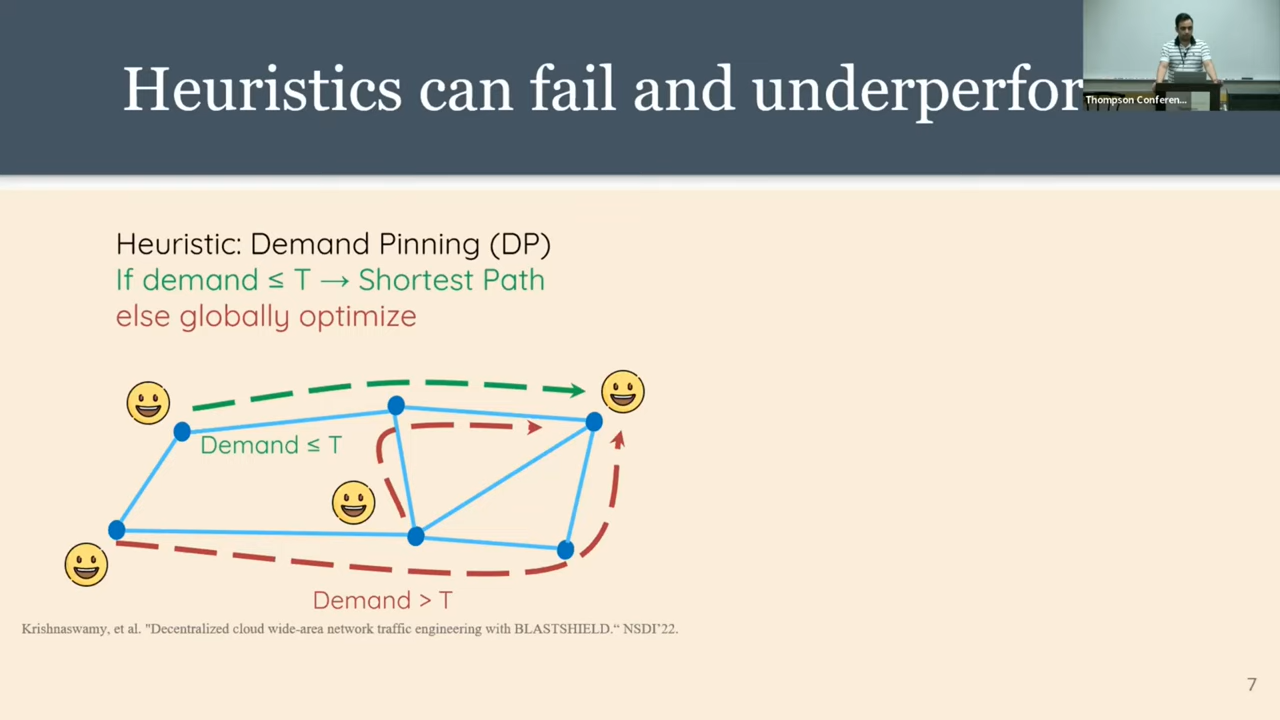 Heuristics can fail and underperfor
Thompson Conferen...
Heuristic: Demand Pinning (DP)
If demand ≤ T → Shortest Path
else globally optimize
Demand ≤ T
Demand > T
Krishnaswamy, et al. "Decentralized cloud wide-area network traffic engineering with BLASTSHIELD.“ NSDI’22.
7